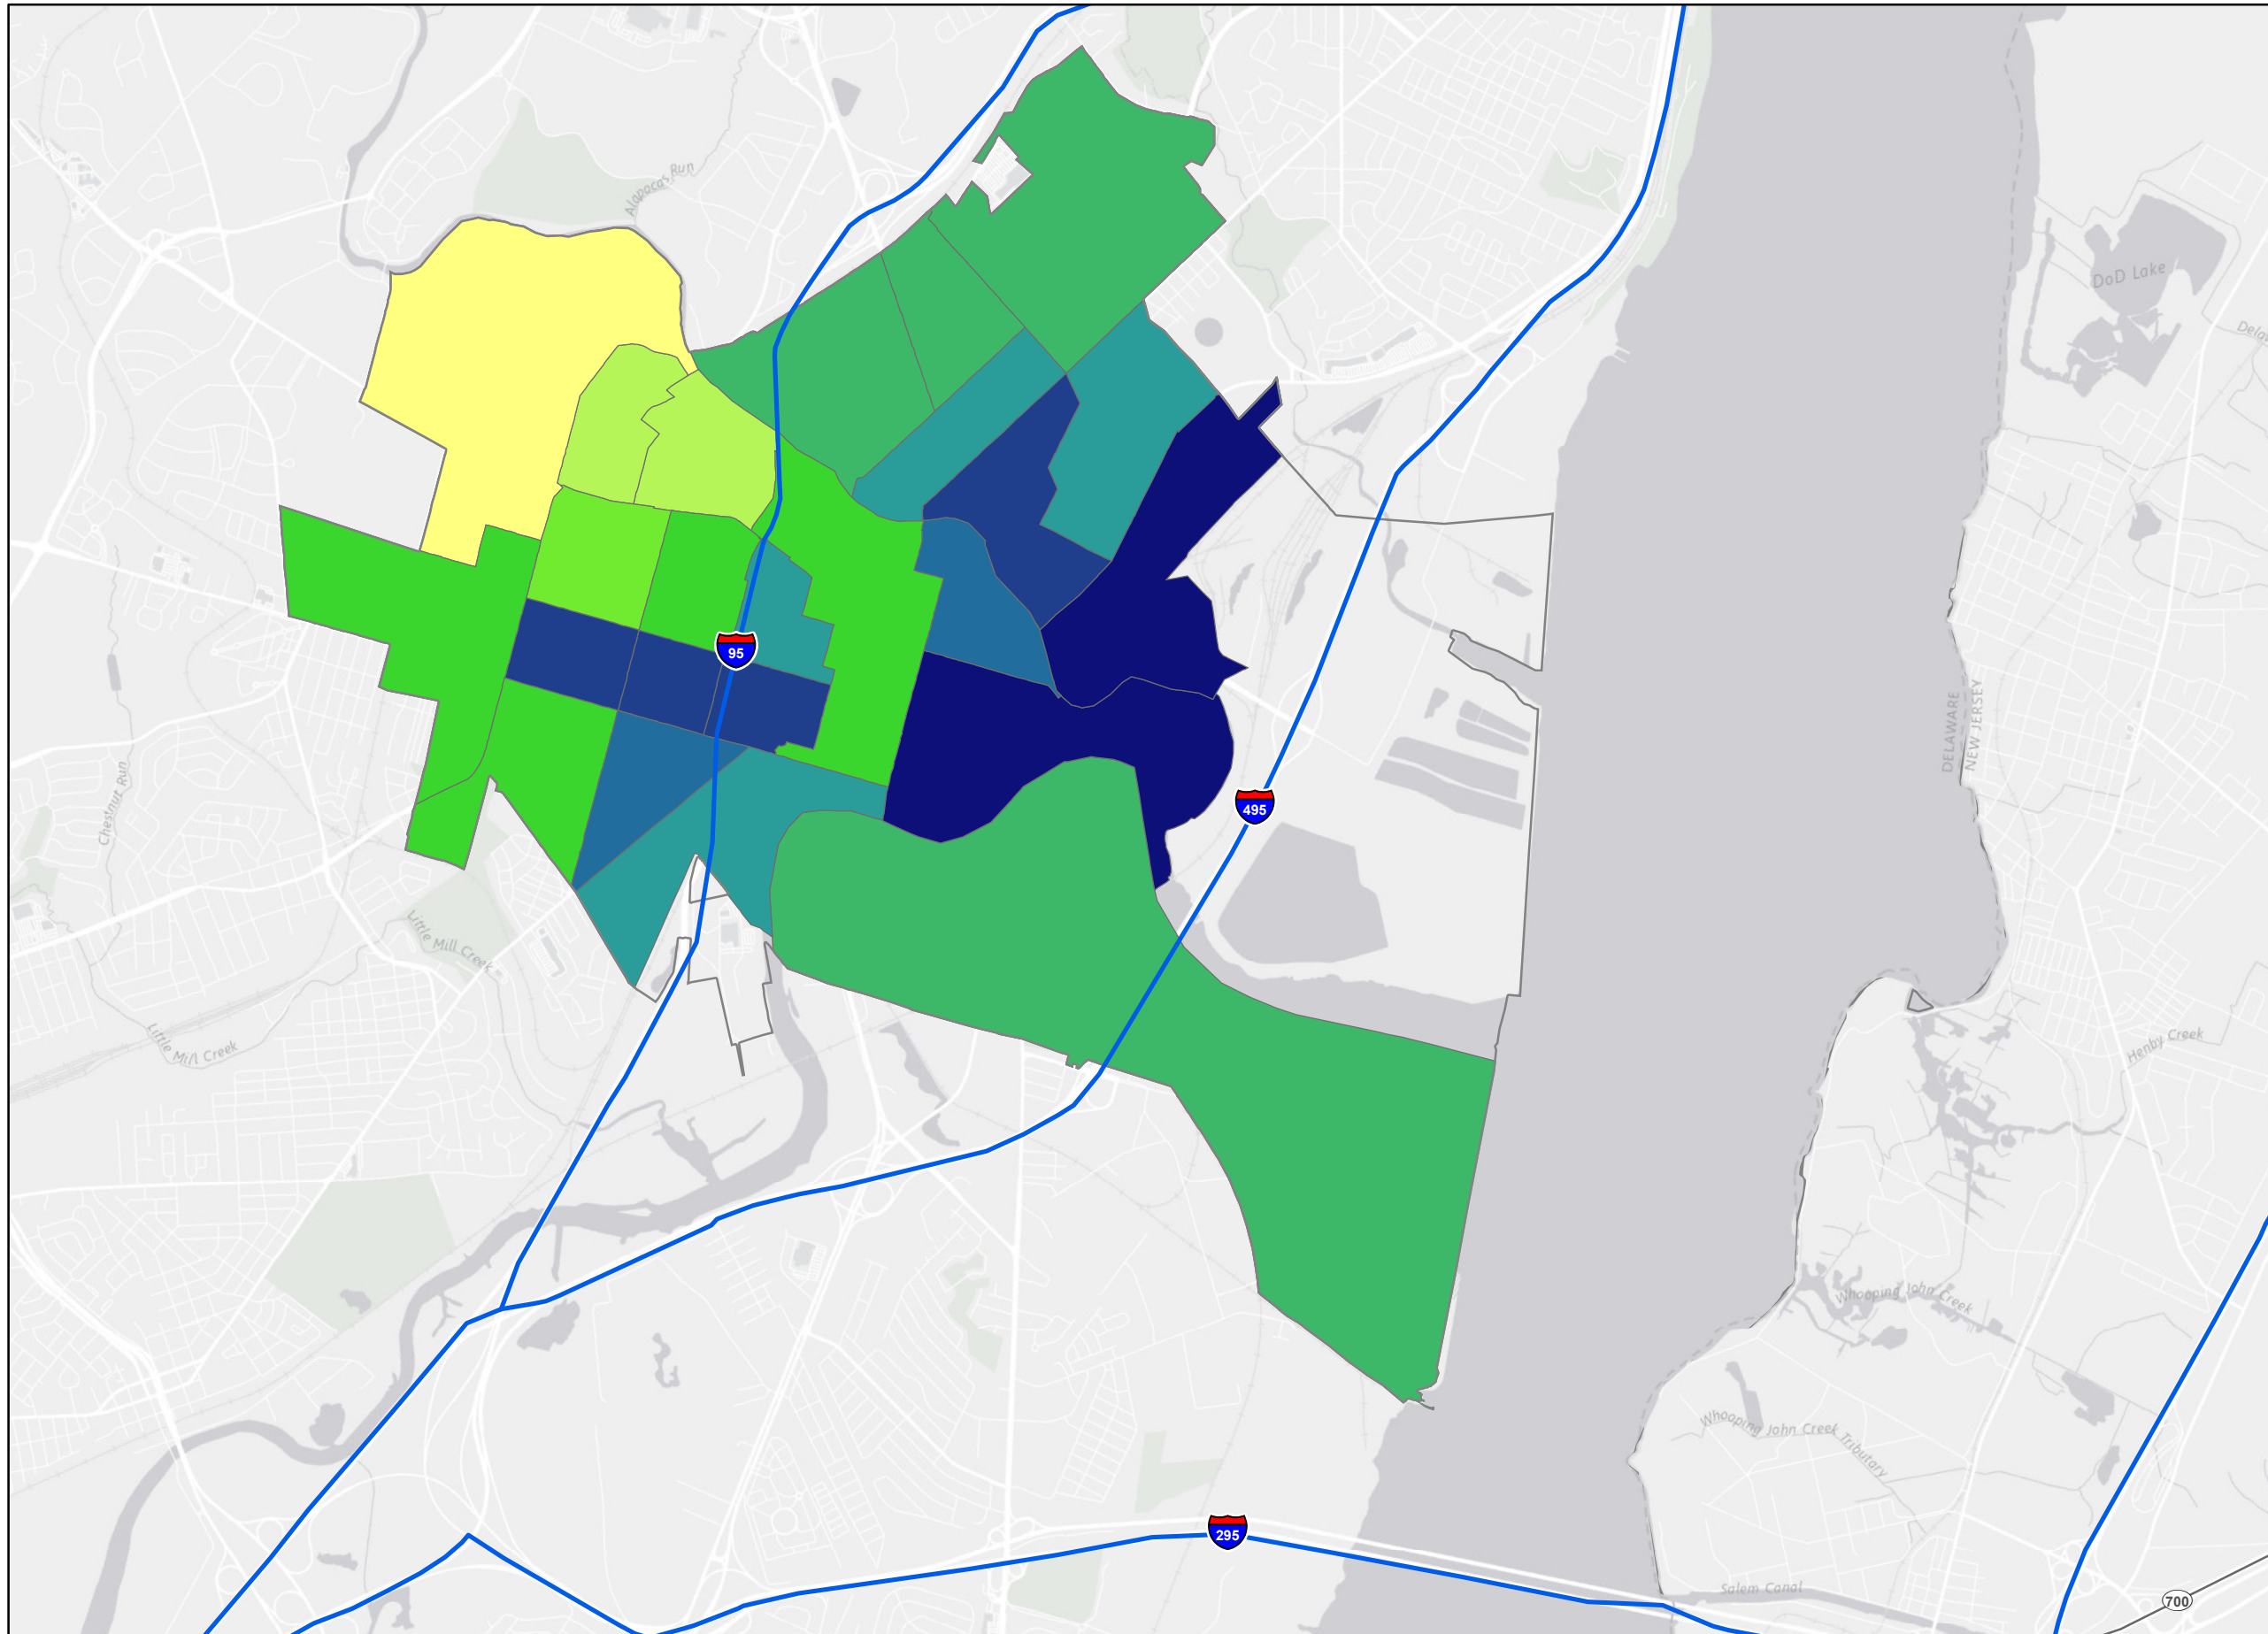 Alapocas Run
DoD Lake
95
DELAWARE
NEW JERSEY
495
Chestnut Run
Little Mill Creek
Little Mill Creek
Henby Creek
Whooping John Creek
Whooping John Creek Tributary
295
Salem Canal
700